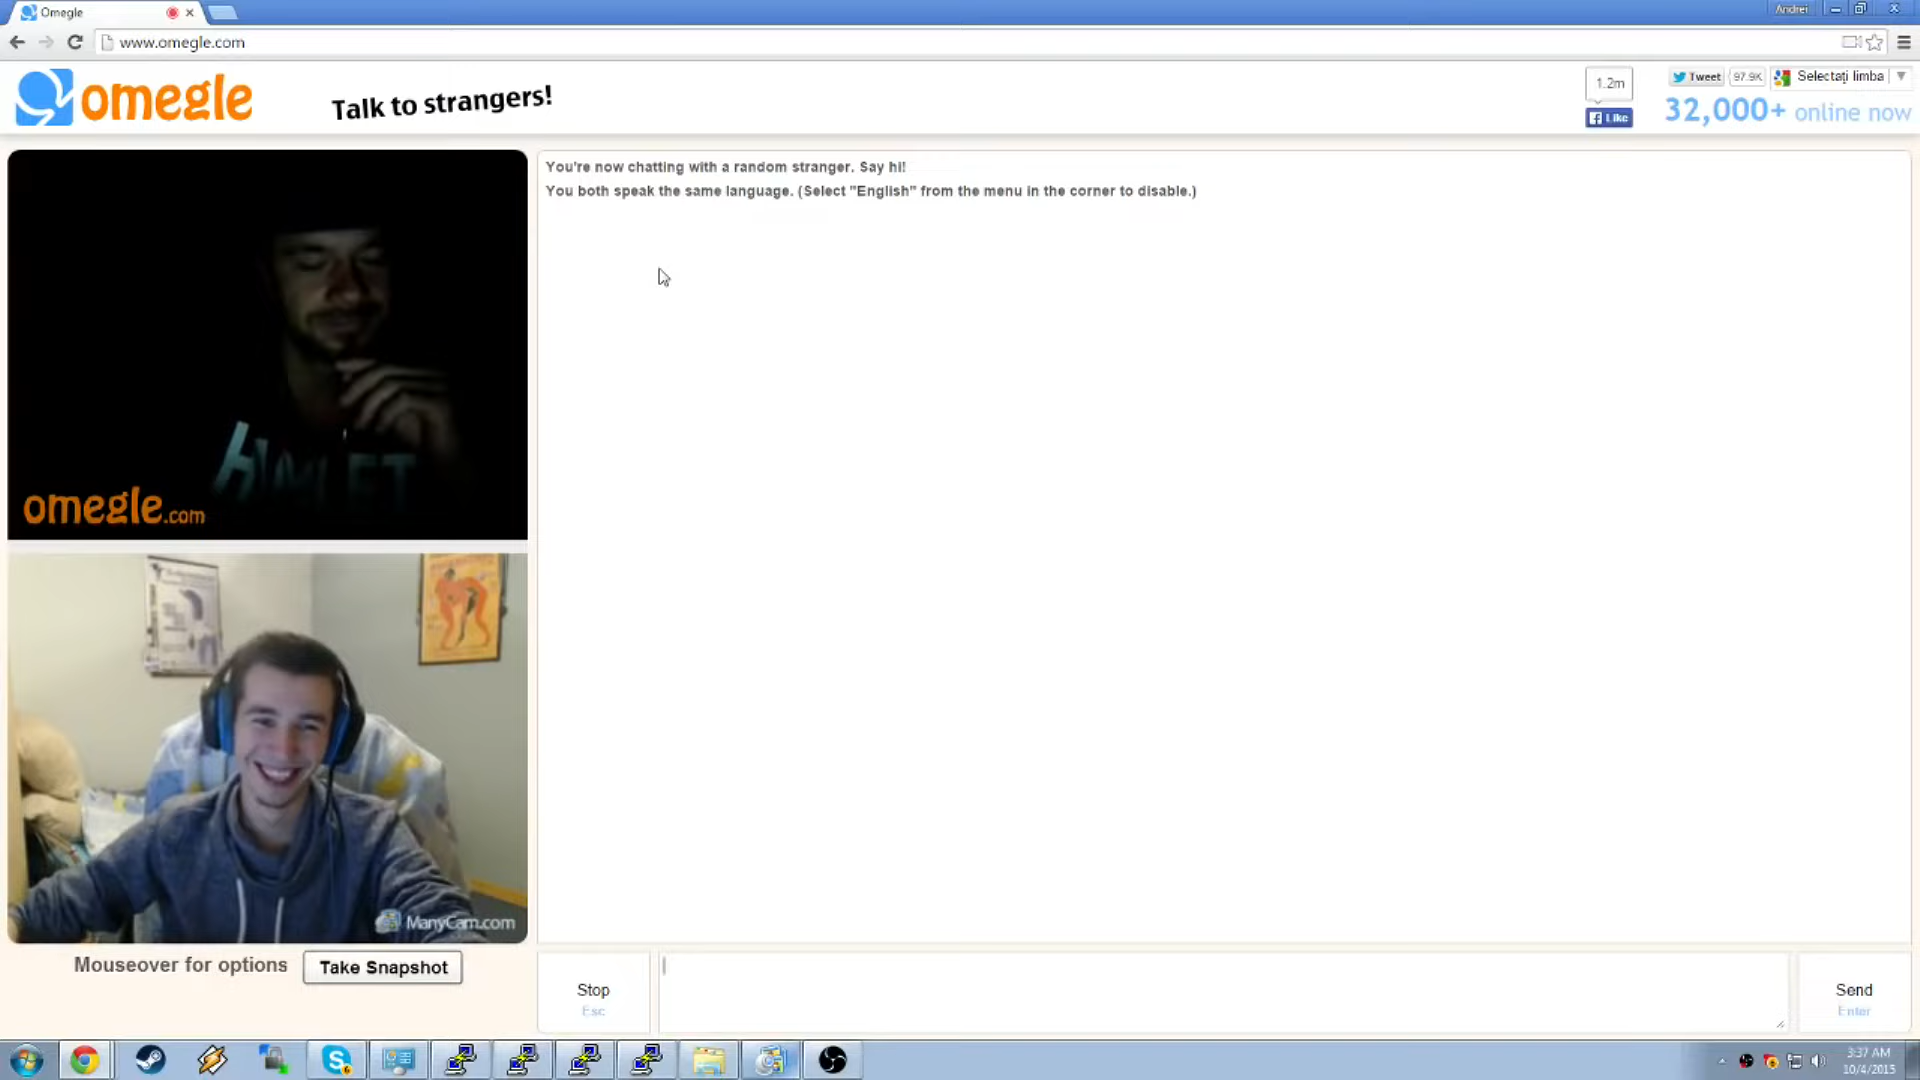 Omegle
Andrei
www.omegle.com
omegle
Talk to strangers!
1.2m
Like
Tweet
97.9K
Selectați limba
32,000+ online now
You're now chatting with a random stranger. Say hi!
You both speak the same language. (Select "English" from the menu in the corner to disable.)
HAMLET
omegle.com
ManyCam.com
Mouseover for options
Take Snapshot
Stop
Esc
Send
Enter
3:37 AM
10/4/2015